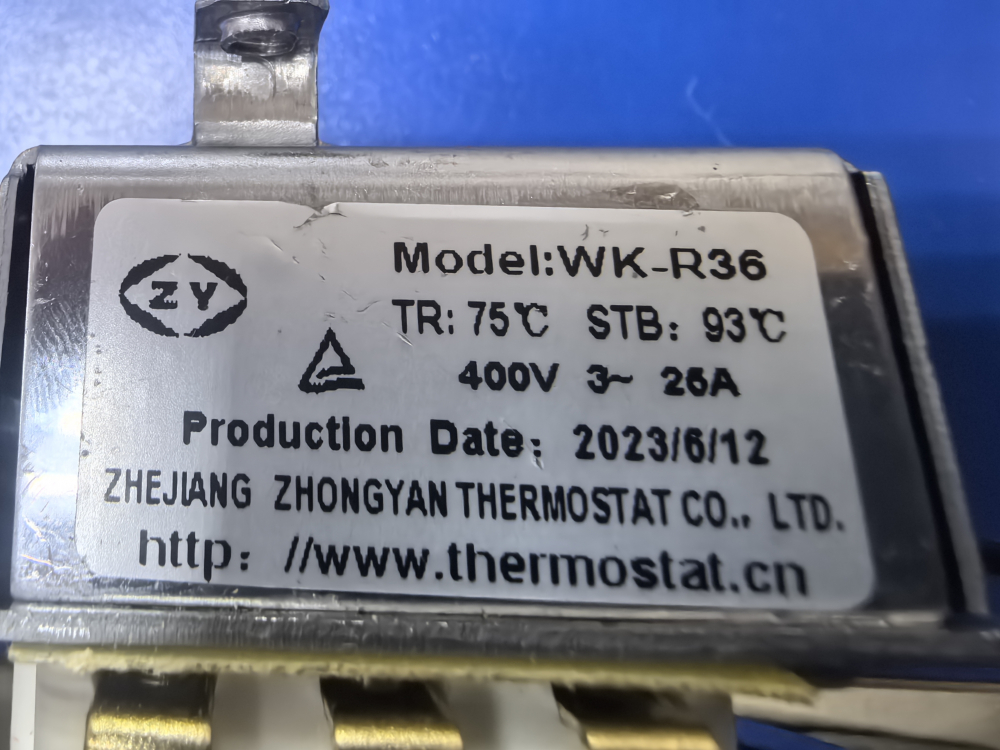 ZY
Model:WK-R36
TR: 75℃ STB: 93℃
400V 3~ 26A
Production Date: 2023/6/12
ZHEJIANG ZHONGYAN THERMOSTAT CO., LTD.
http: //www.thermostat.cn